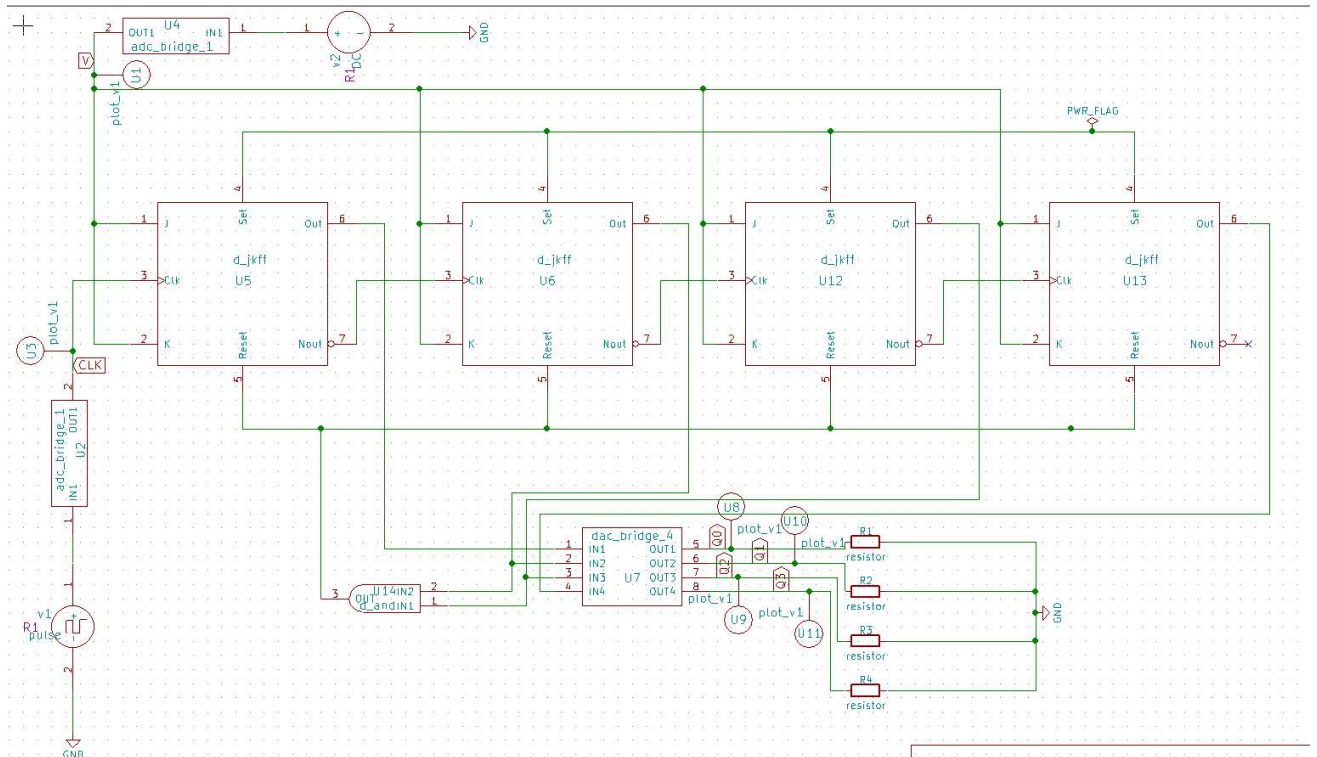 2 OUT1 U4 IN1 1
adc_bridge_1
1 + - 2
v2
DC
R1
GND
V
U1
plot_v1
PWR_FLAG
4
Set
1 J
Out 6
d_jkff
3 Clk
U5
2 K
Nout 7
Reset
5
4
Set
1 J
Out 6
d_jkff
3 Clk
U6
2 K
Nout 7
Reset
5
4
Set
1 J
Out 6
d_jkff
3 Clk
U12
2 K
Nout 7
Reset
5
4
Set
1 J
Out 6
d_jkff
3 Clk
U13
2 K
Nout 7
Reset
5
plot_v1
U3
CLK
2
adc_bridge_1
OUT1
U2
IN1
1
1
v1
R1
pulse
+
-
2
GND
3 OUT U14 IN2 2
d_and IN1 1
dac_bridge_4
1 IN1 OUT1 5
2 IN2 OUT2 6
3 IN3 U7 OUT3 7
4 IN4 OUT4 8
Q0
Q2
Q1
Q3
U8
plot_v1
U10
plot_v1
plot_v1
U9
plot_v1
U11
R1
resistor
R2
resistor
R3
resistor
R4
resistor
GND